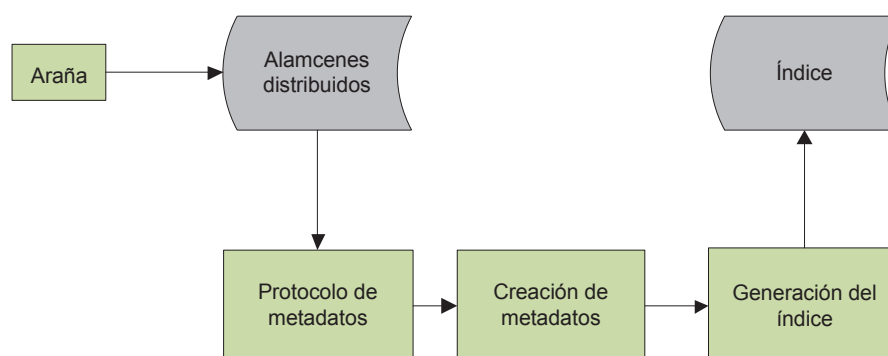 Araña
Alamcenes
distribuidos
Índice
Protocolo de
metadatos
Creación de
metadatos
Generación del
índice